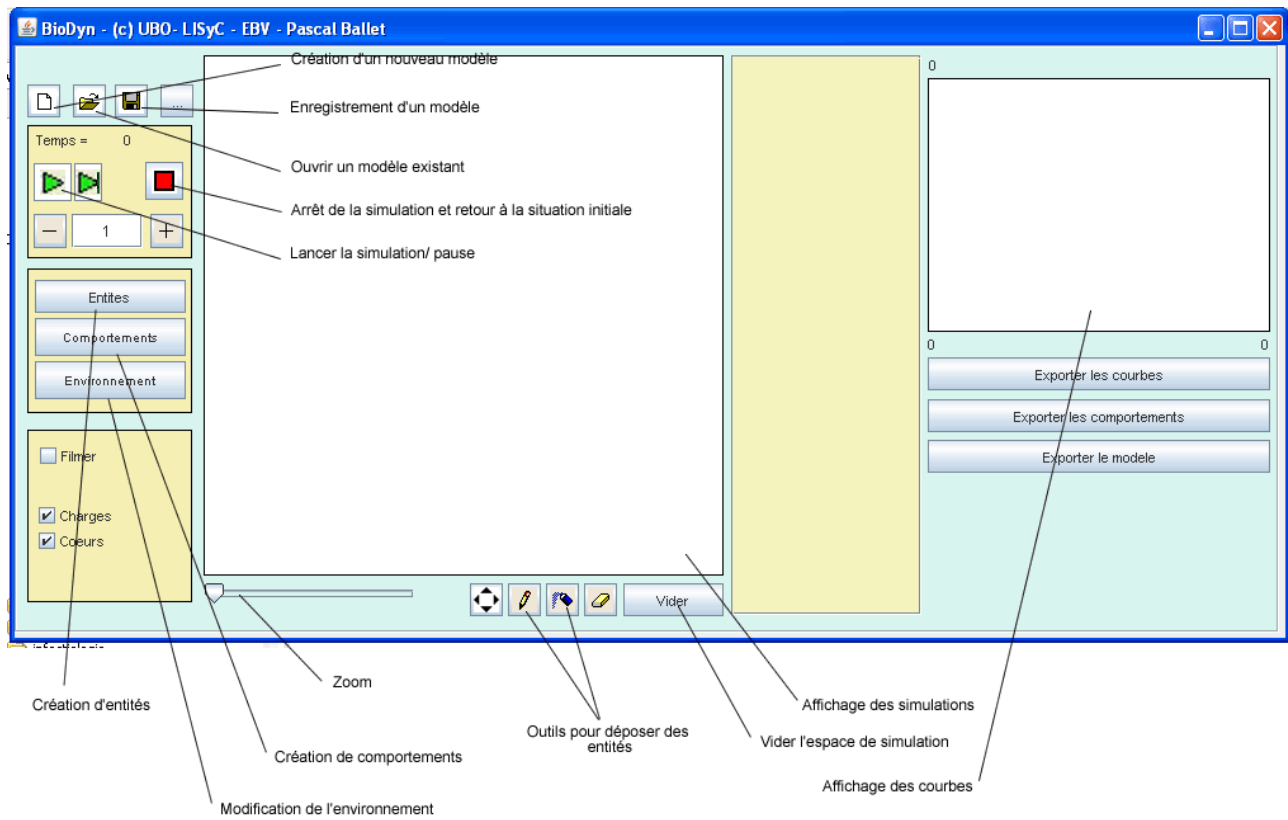 BioDyn - (c) UBO- LISyC - EBV - Pascal Ballet
Création d'un nouveau modèle
...
Enregistrement d'un modèle
Temps = 0
Ouvrir un modèle existant
Arrêt de la simulation et retour à la situation initiale
1
Lancer la simulation/ pause
Entites
Comportements
Environnement
Filmer
Charges
Coeurs
Vider
0
0 0
Exporter les courbes
Exporter les comportements
Exporter le modele
Zoom
Création d'entités
Affichage des simulations
Outils pour déposer des
entités
Vider l'espace de simulation
Création de comportements
Affichage des courbes
Modification de l'environnement